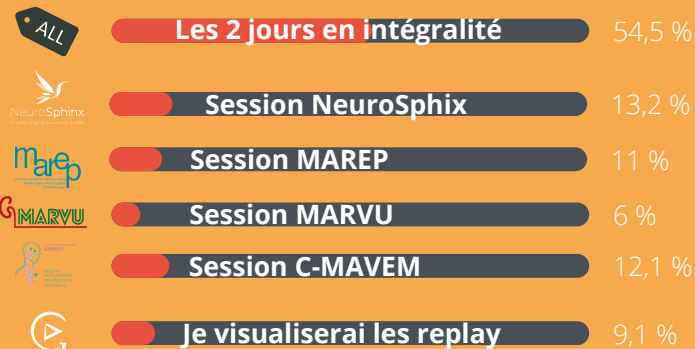 ALL
Les 2 jours en intégralité
54,5 %
NeuroSphinx
Session NeuroSphix
13,2 %
marep
Session MAREP
11 %
MARVU
Session MARVU
6 %
Session C-MAVEM
12,1 %
Je visualiserai les replay
9,1 %